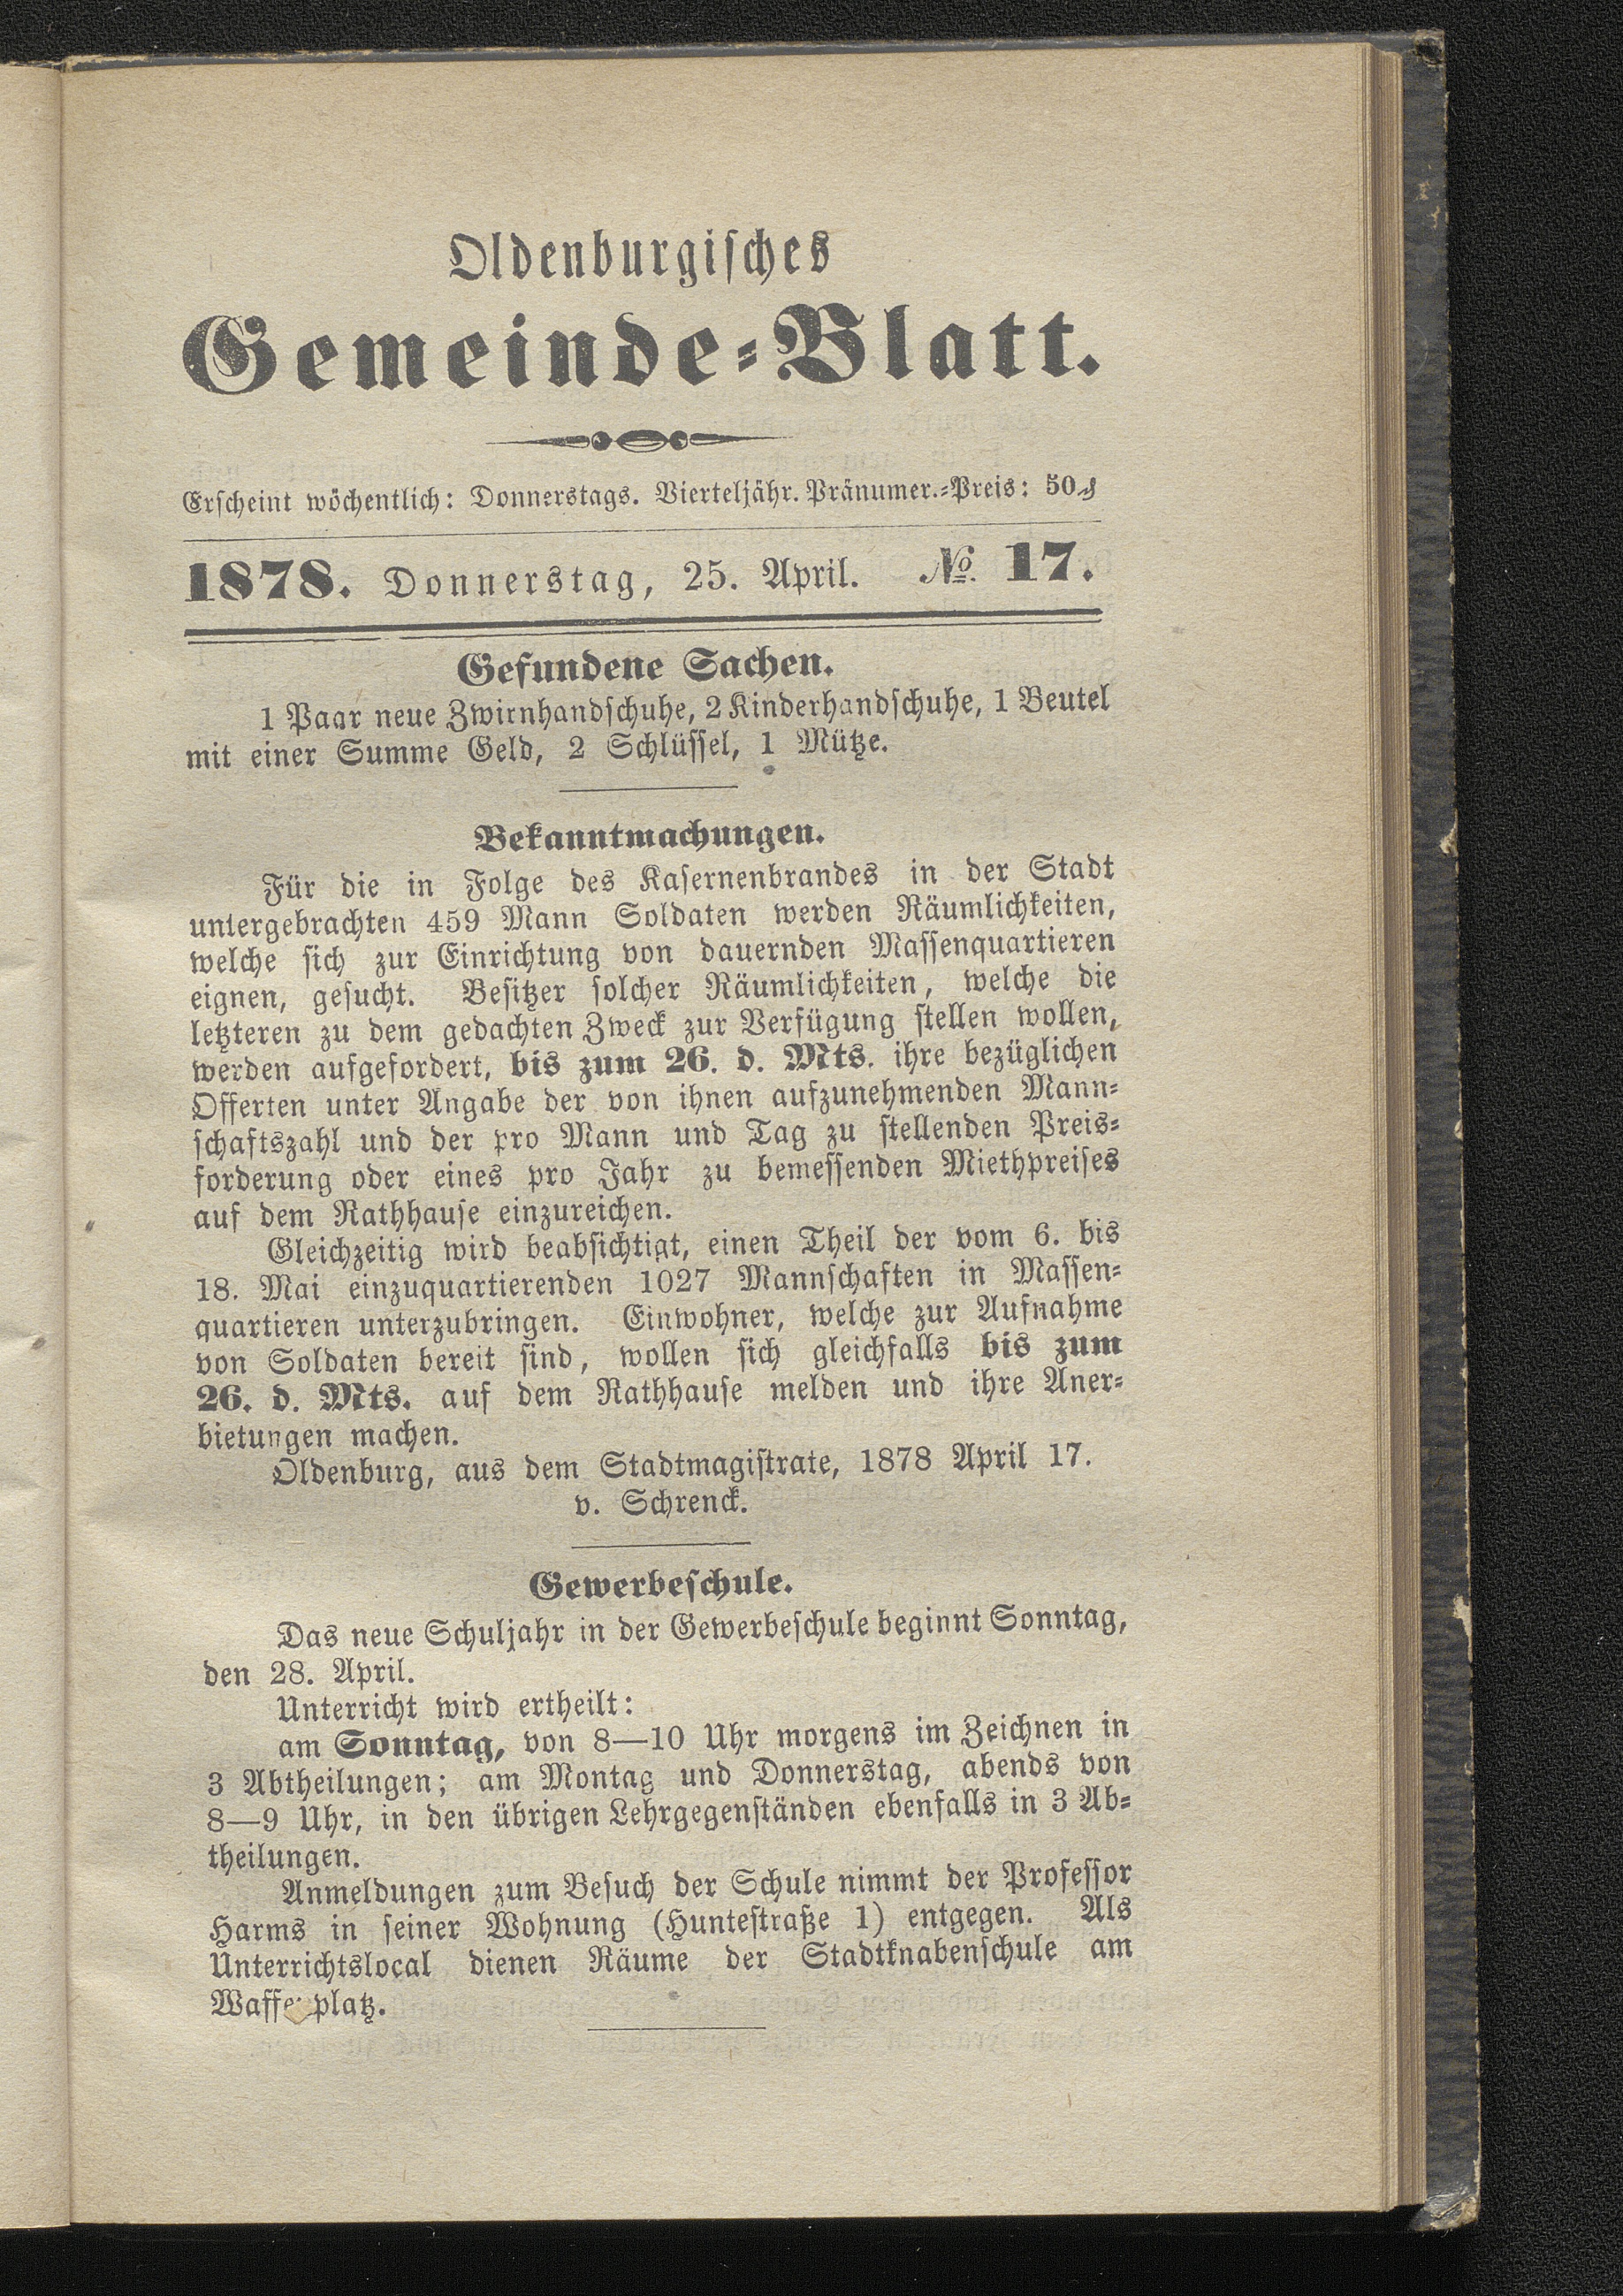 Oldenburgisches
Gemeinde-Blatt.
Erscheint wöchentlich: Donnerstags. Vierteljähr. Pränumer.-Preis: 50 ₰
1878. Donnerstag, 25. April. № 17.
Gefundene Sachen.
1 Paar neue Zwirnhandschuhe, 2 Kinderhandschuhe, 1 Beutel
mit einer Summe Geld, 2 Schlüssel, 1 Mütze.
Bekanntmachungen.
Für die in Folge des Kasernenbrandes in der Stadt
untergebrachten 459 Mann Soldaten werden Räumlichkeiten,
welche sich zur Einrichtung von dauernden Massenquartieren
eignen, gesucht. Besitzer solcher Räumlichkeiten, welche die
letzteren zu dem gedachten Zweck zur Verfügung stellen wollen,
werden aufgefordert, bis zum 26. d. Mts. ihre bezüglichen
Offerten unter Angabe der von ihnen aufzunehmenden Mann-
schaftszahl und der pro Mann und Tag zu stellenden Preis-
forderung oder eines pro Jahr zu bemessenden Miethpreises
auf dem Rathhause einzureichen.
Gleichzeitig wird beabsichtigt, einen Theil der vom 6. bis
18. Mai einzuquartierenden 1027 Mannschaften in Massen-
quartieren unterzubringen. Einwohner, welche zur Aufnahme
von Soldaten bereit sind, wollen sich gleichfalls bis zum
26. d. Mts. auf dem Rathhause melden und ihre Aner-
bietungen machen.
Oldenburg, aus dem Stadtmagistrate, 1878 April 17.
v. Schrenck.
Gewerbeschule.
Das neue Schuljahr in der Gewerbeschule beginnt Sonntag,
den 28. April.
Unterricht wird ertheilt:
am Sonntag, von 8—10 Uhr morgens im Zeichnen in
3 Abtheilungen; am Montag und Donnerstag, abends von
8—9 Uhr, in den übrigen Lehrgegenständen ebenfalls in 3 Ab-
theilungen.
Anmeldungen zum Besuch der Schule nimmt der Professor
Harms in seiner Wohnung (Huntestraße 1) entgegen. Als
Unterrichtslocal dienen Räume der Stadtknabenschule am
Waffenplatz.